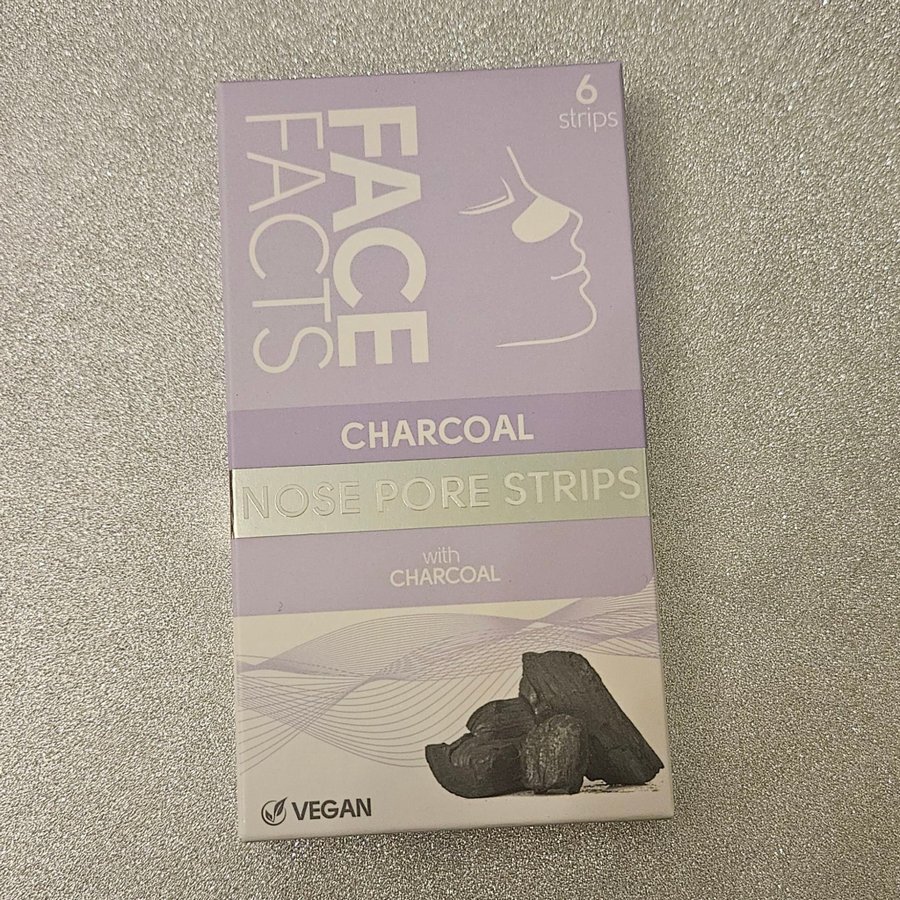 6
strips
FACE
FACTS
CHARCOAL
NOSE PORE STRIPS
with
CHARCOAL
VEGAN